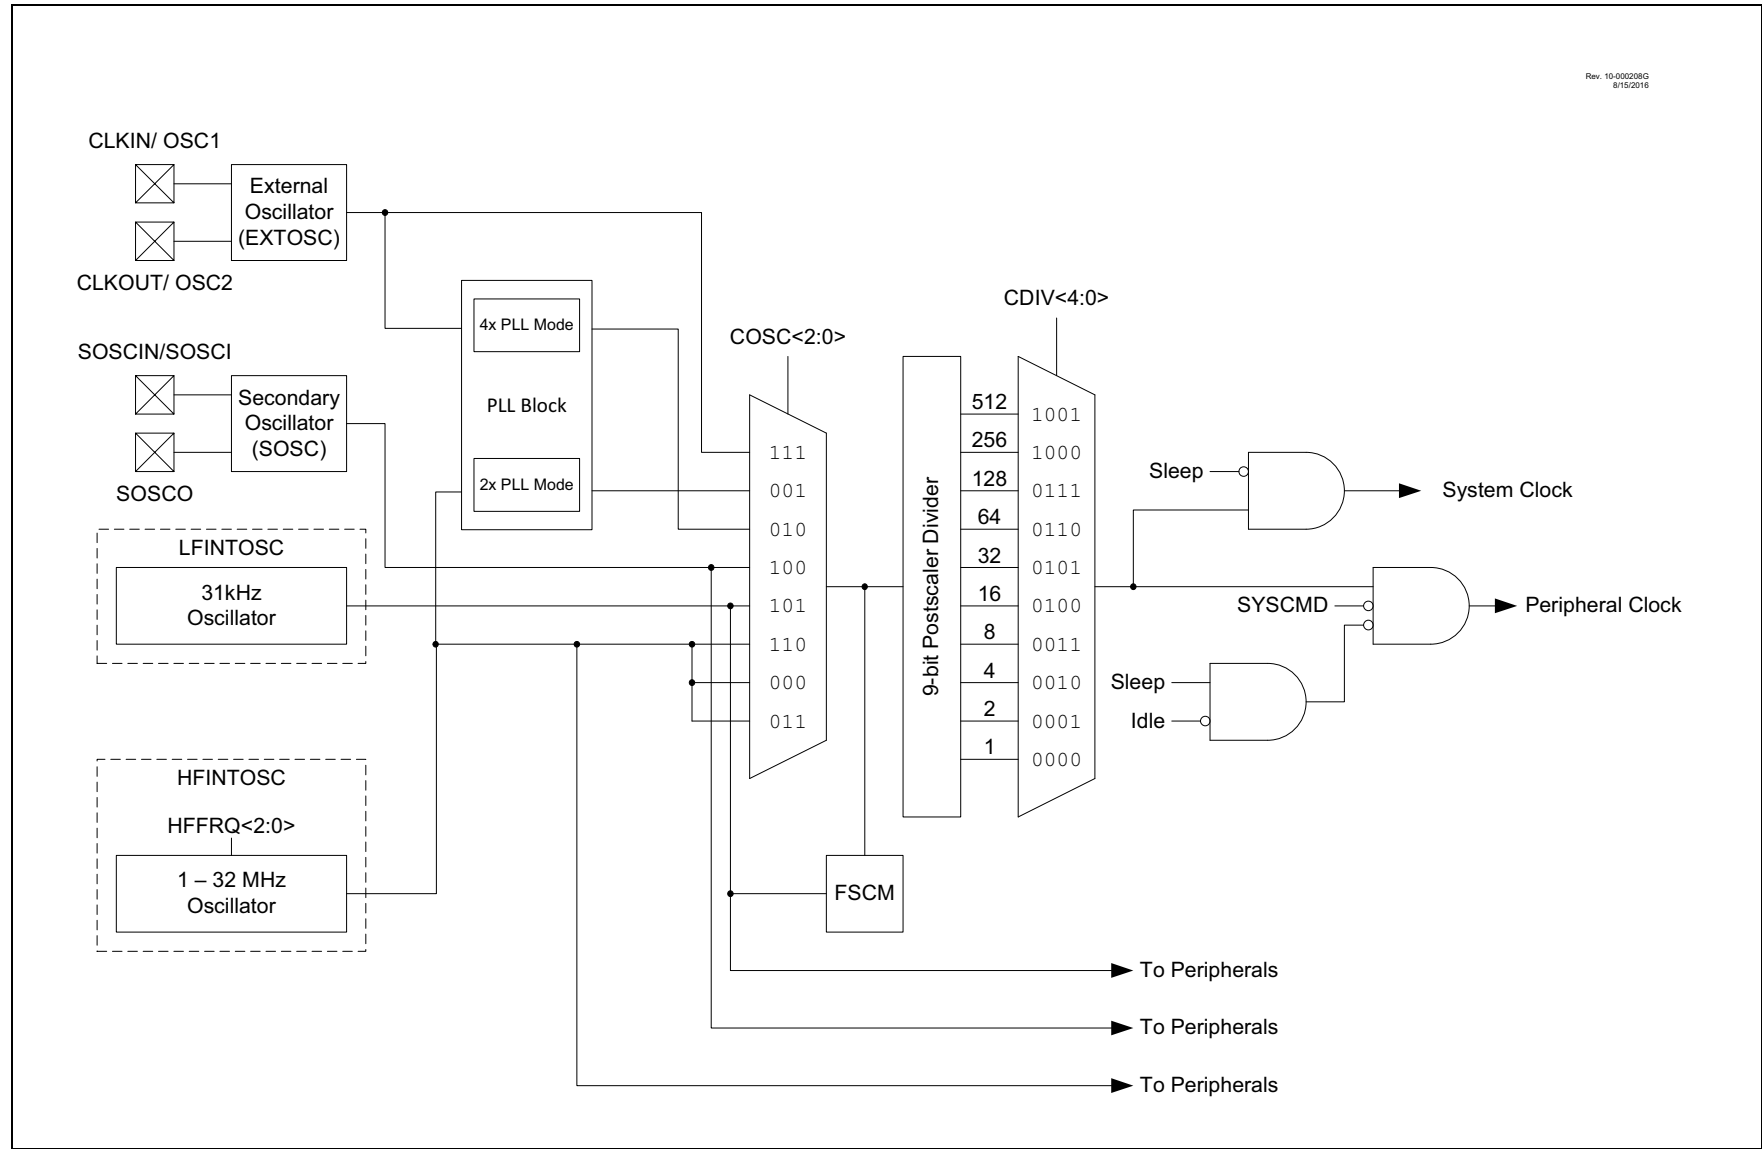 Rev. 10-000208G
8/15/2016
CLKIN/ OSC1
External
Oscillator
(EXTOSC)
CLKOUT/ OSC2
SOSCIN/SOSCI
Secondary
Oscillator
(SOSC)
SOSCO
LFINTOSC
31kHz
Oscillator
HFINTOSC
HFFRQ<2:0>
1 – 32 MHz
Oscillator
4x PLL Mode
PLL Block
2x PLL Mode
COSC<2:0>
111
001
010
100
101
110
000
011
FSCM
9-bit Postscaler Divider
512
256
128
64
32
16
8
4
2
1
CDIV<4:0>
1001
1000
0111
0110
0101
0100
0011
0010
0001
0000
Sleep
System Clock
SYSCMD
Peripheral Clock
Sleep
Idle
To Peripherals
To Peripherals
To Peripherals